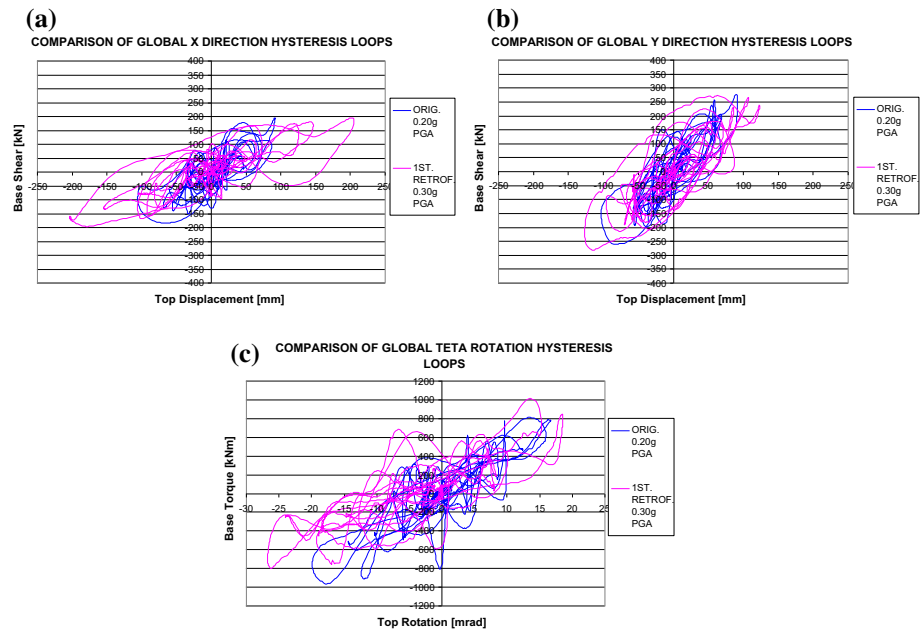 (a)
COMPARISON OF GLOBAL X DIRECTION HYSTERESIS LOOPS
Base Shear [kN]
400
350
300
250
200
150
100
50
0
-50
-100
-150
-200
-250
-300
-350
-400
-250 -200 -150 -100 -50 0 50 100 150 200 250
Top Displacement [mm]
ORIG.
0.20g
PGA
1ST.
RETROF.
0.30g
PGA
(b)
COMPARISON OF GLOBAL Y DIRECTION HYSTERESIS LOOPS
Base Shear [kN]
400
350
300
250
200
150
100
50
0
-50
-100
-150
-200
-250
-300
-350
-400
-250 -200 -150 -100 -50 0 50 100 150 200 250
Top Displacement [mm]
ORIG.
0.20g
PGA
1ST.
RETROF.
0.30g
PGA
(c)
COMPARISON OF GLOBAL TETA ROTATION HYSTERESIS
LOOPS
Base Torque [kNm]
1200
1000
800
600
400
200
0
-200
-400
-600
-800
-1000
-1200
-30 -25 -20 -15 -10 -5 0 5 10 15 20 25
Top Rotation [mrad]
ORIG.
0.20g
PGA
1ST.
RETROF.
0.30g
PGA